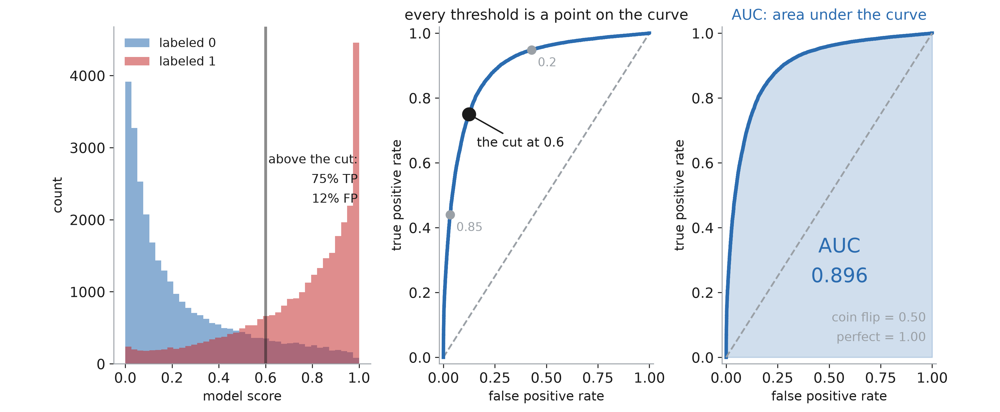 labeled 0
labeled 1
4000
3000
2000
1000
0
count
0.0
0.2
0.4
0.6
0.8
1.0
model score
above the cut:
75% TP
12% FP
every threshold is a point on the curve
1.0
0.8
0.6
0.4
0.2
0.0
true positive rate
0.2
the cut at 0.6
0.85
0.00
0.25
0.50
0.75
1.00
false positive rate
AUC: area under the curve
1.0
0.8
0.6
0.4
0.2
0.0
true positive rate
AUC
0.896
coin flip = 0.50
perfect = 1.00
0.00
0.25
0.50
0.75
1.00
false positive rate